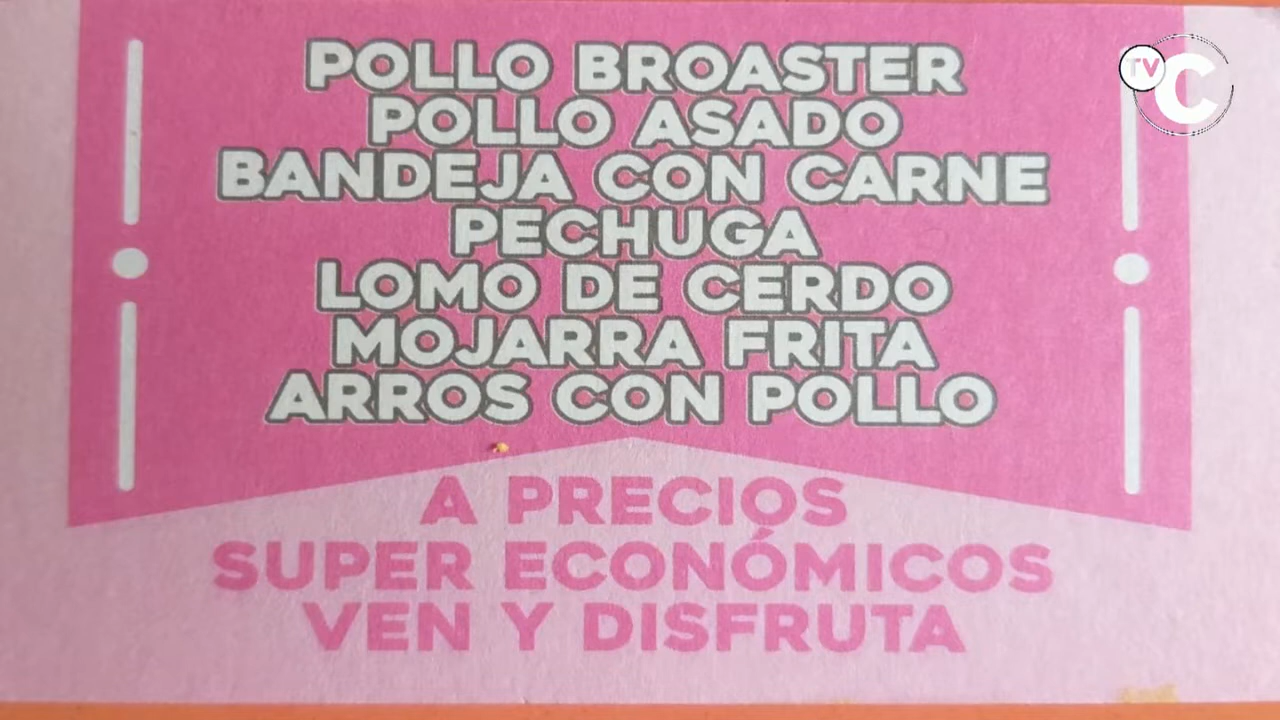 POLLO BROASTER
POLLO ASADO
BANDEJA CON CARNE
PECHUGA
LOMO DE CERDO
MOJARRA FRITA
ARROS CON POLLO
A PRECIOS
SUPER ECONÓMICOS
VEN Y DISFRUTA
TV C